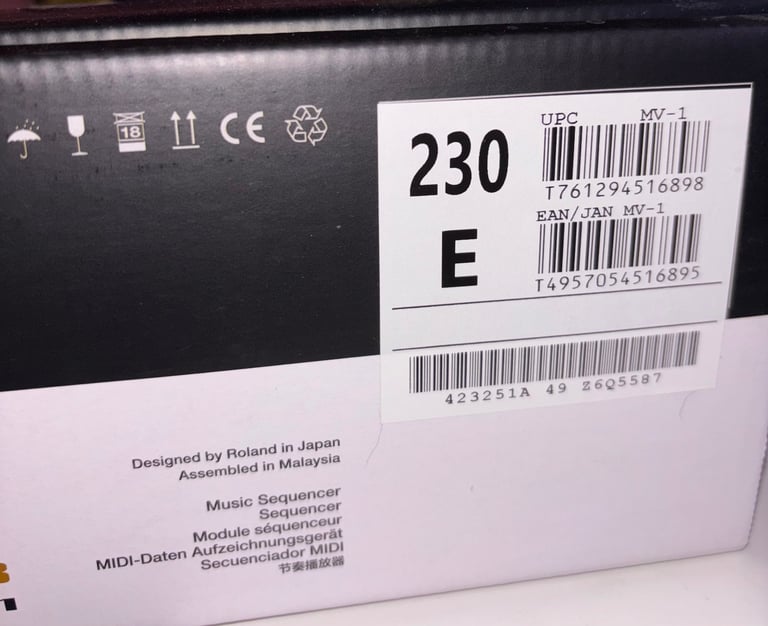 18
CE
230
E
UPC MV-1
T761294516898
EAN/JAN MV-1
T4957054516895
423251A 49 Z6Q5587
Designed by Roland in Japan
Assembled in Malaysia
Music Sequencer
Sequencer
Module séquenceur
MIDI-Daten Aufzeichnungsgerät
Secuenciador MIDI
节奏播放器